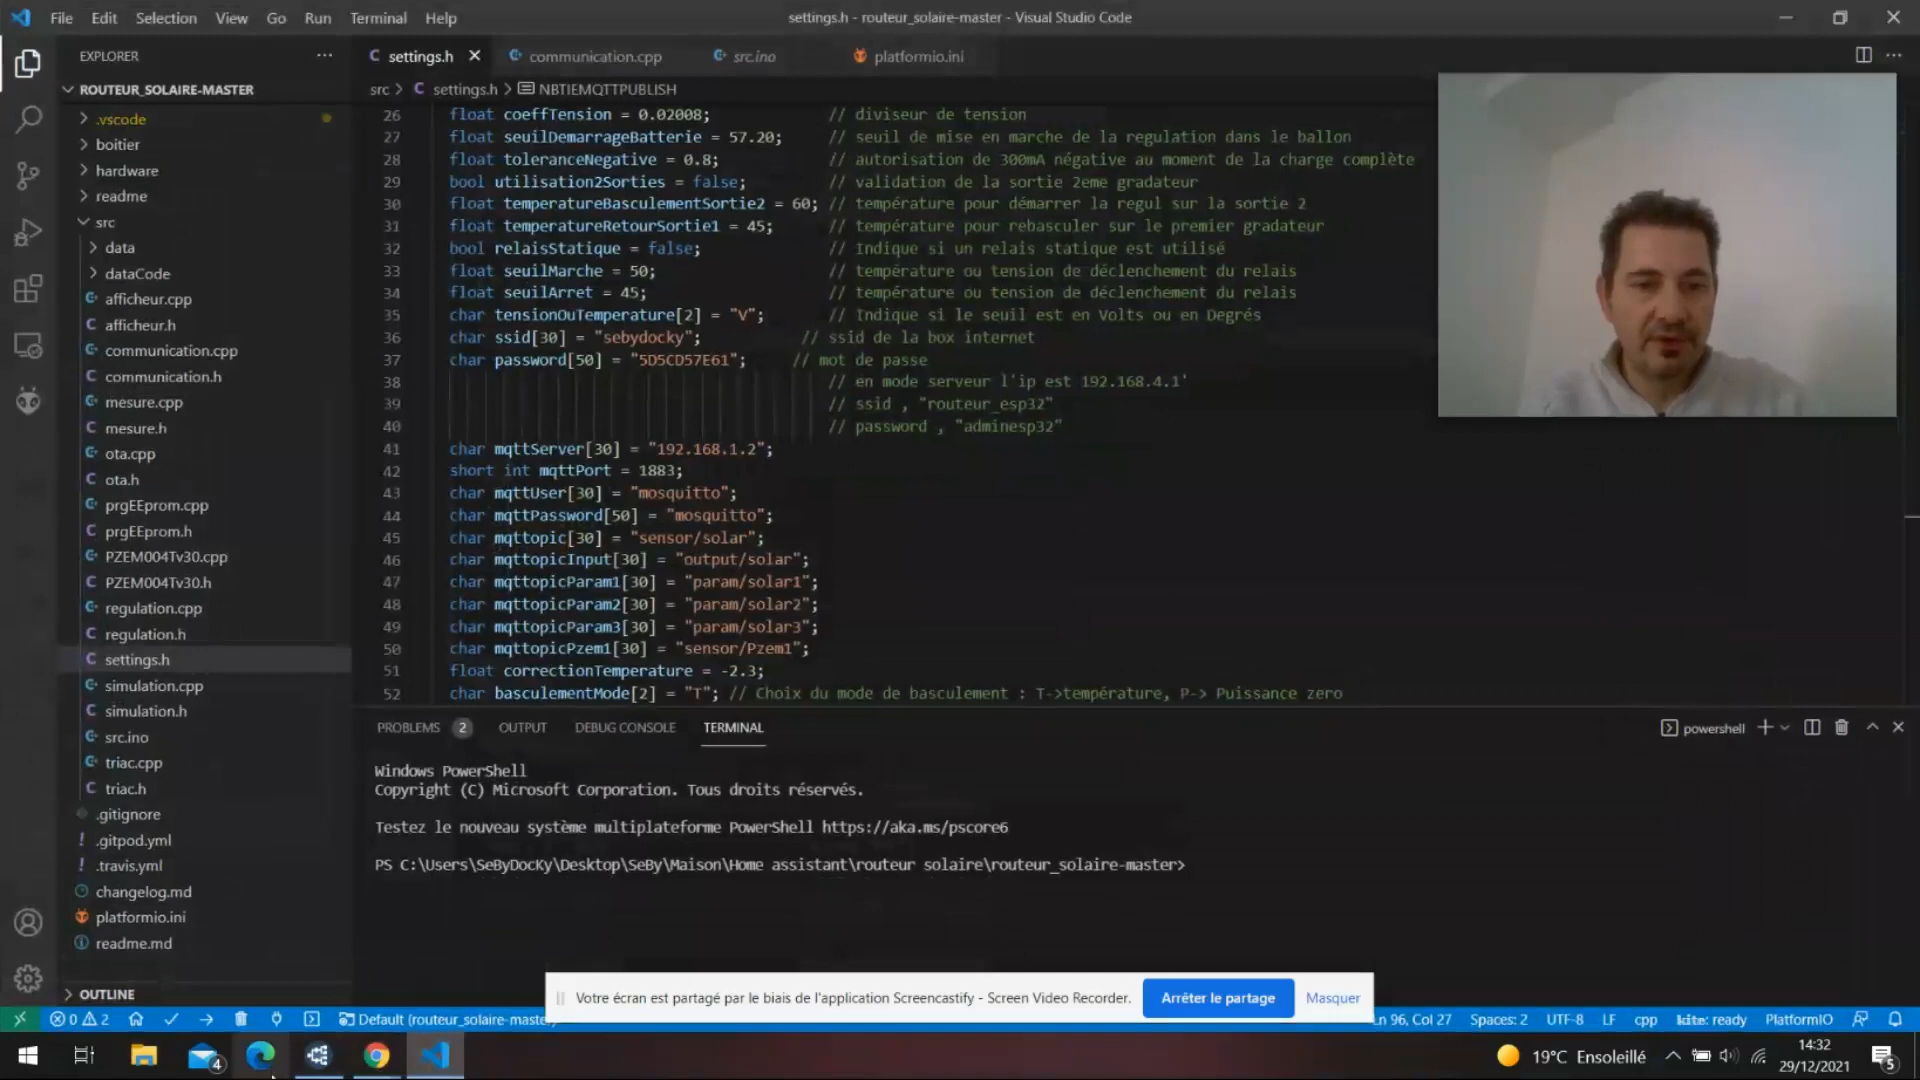 File Edit Selection View Go Run Terminal Help
settings.h - routeur_solaire-master - Visual Studio Code
EXPLORER
settings.h
communication.cpp
src.ino
platformio.ini
ROUTEUR_SOLAIRE-MASTER
src > C settings.h > NBTIEMQTTPUBLISH
.vscode
boitier
hardware
readme
src
data
dataCode
afficheur.cpp
afficheur.h
communication.cpp
communication.h
mesure.cpp
mesure.h
ota.cpp
ota.h
prgEEprom.cpp
prgEEprom.h
PZEM004Tv30.cpp
PZEM004Tv30.h
regulation.cpp
regulation.h
settings.h
simulation.cpp
simulation.h
src.ino
triac.cpp
triac.h
.gitignore
.gitpod.yml
.travis.yml
changelog.md
platformio.ini
readme.md
OUTLINE
26 float coeffTension = 0.02008; // diviseur de tension
27 float seuilDemarrageBatterie = 57.20; // seuil de mise en marche de la regulation dans le ballon
28 float toleranceNegative = 0.8; // autorisation de 300mA négative au moment de la charge complète
29 bool utilisation2Sorties = false; // validation de la sortie 2eme gradateur
30 float temperatureBasculementSortie2 = 60; // température pour démarrer la regul sur la sortie 2
31 float temperatureRetourSortie1 = 45; // température pour rebasculer sur le premier gradateur
32 bool relaisStatique = false; // Indique si un relais statique est utilisé
33 float seuilMarche = 50; // température ou tension de déclenchement du relais
34 float seuilArret = 45; // température ou tension de déclenchement du relais
35 char tensionOuTemperature[2] = "V"; // Indique si le seuil est en Volts ou en Degrés
36 char ssid[30] = "sebydocky"; // ssid de la box internet
37 char password[50] = "5D5CD57E61"; // mot de passe
38 // en mode serveur l'ip est 192.168.4.1'
39 // ssid , "routeur_esp32"
40 // password , "adminesp32"
41 char mqttServer[30] = "192.168.1.2";
42 short int mqttPort = 1883;
43 char mqttUser[30] = "mosquitto";
44 char mqttPassword[50] = "mosquitto";
45 char mqttopic[30] = "sensor/solar";
46 char mqttopicInput[30] = "output/solar";
47 char mqttopicParam1[30] = "param/solar1";
48 char mqttopicParam2[30] = "param/solar2";
49 char mqttopicParam3[30] = "param/solar3";
50 char mqttopicPzem1[30] = "sensor/Pzem1";
51 float correctionTemperature = -2.3;
52 char basculementMode[2] = "T"; // Choix du mode de basculement : T->température, P-> Puissance zero
PROBLEMS 2 OUTPUT DEBUG CONSOLE TERMINAL
powershell
Windows PowerShell
Copyright (C) Microsoft Corporation. Tous droits réservés.
Testez le nouveau système multiplateforme PowerShell https://aka.ms/pscore6
PS C:\Users\SeByDocKy\Desktop\SeBy\Maison\Home assistant\routeur solaire\routeur_solaire-master>
Votre écran est partagé par le biais de l'application Screencastify - Screen Video Recorder.
Arrêter le partage
Masquer
0 2
Default (routeur_solaire-master)
Ln 96, Col 27 Spaces: 2 UTF-8 LF cpp kite: ready PlatformIO
4
19°C Ensoleillé
14:32
29/12/2021
5